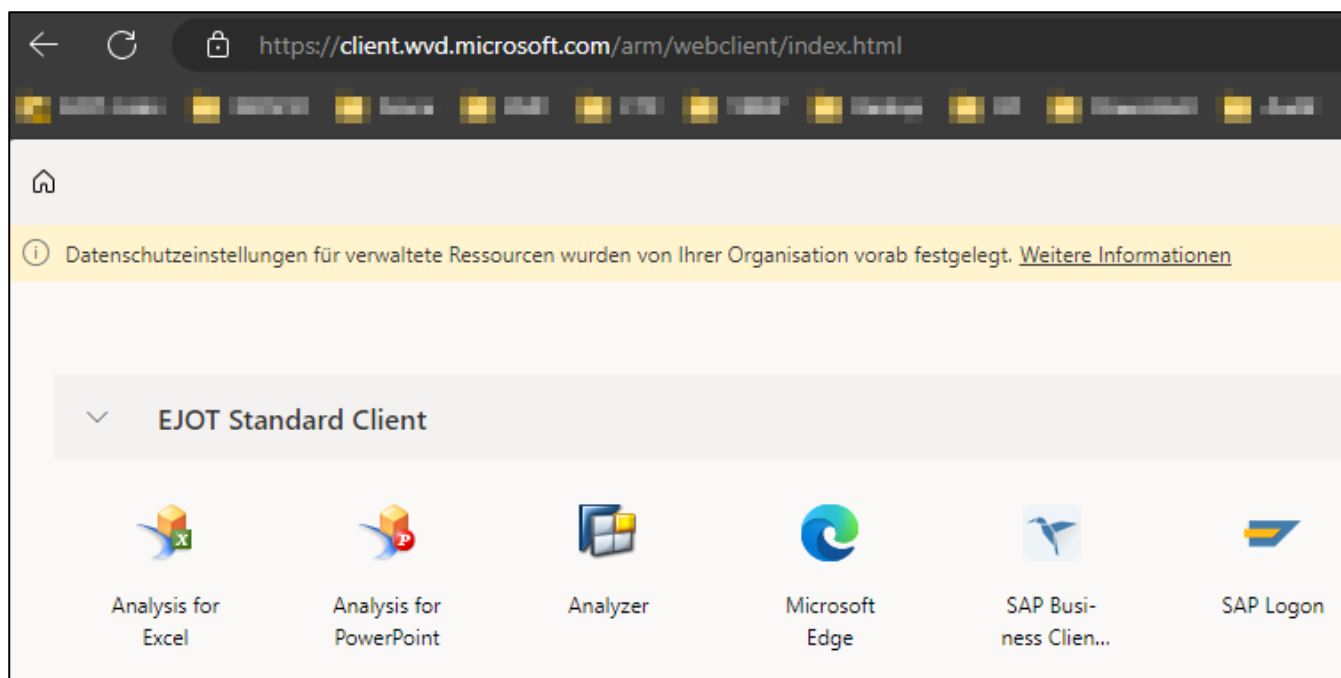 https://client.wvd.microsoft.com/arm/webclient/index.html
Datenschutzeinstellungen für verwaltete Ressourcen wurden von Ihrer Organisation vorab festgelegt. Weitere Informationen
EJOT Standard Client
Analysis for
Excel
Analysis for
PowerPoint
Analyzer
Microsoft
Edge
SAP Busi-
ness Clien...
SAP Logon